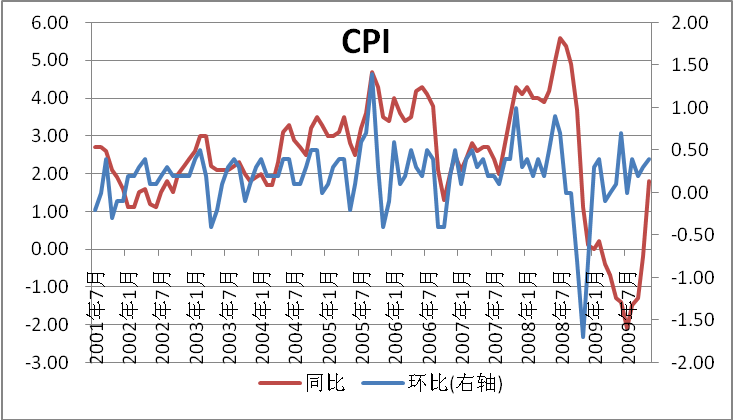 CPI
6.00
5.00
4.00
3.00
2.00
1.00
0.00
-1.00
-2.00
-3.00
2.00
1.50
1.00
0.50
0.00
-0.50
-1.00
-1.50
-2.00
2001年7月
2002年1月
2002年7月
2003年1月
2003年7月
2004年1月
2004年7月
2005年1月
2005年7月
2006年1月
2006年7月
2007年1月
2007年7月
2008年1月
2008年7月
2009年1月
2009年7月
同比
环比(右轴)